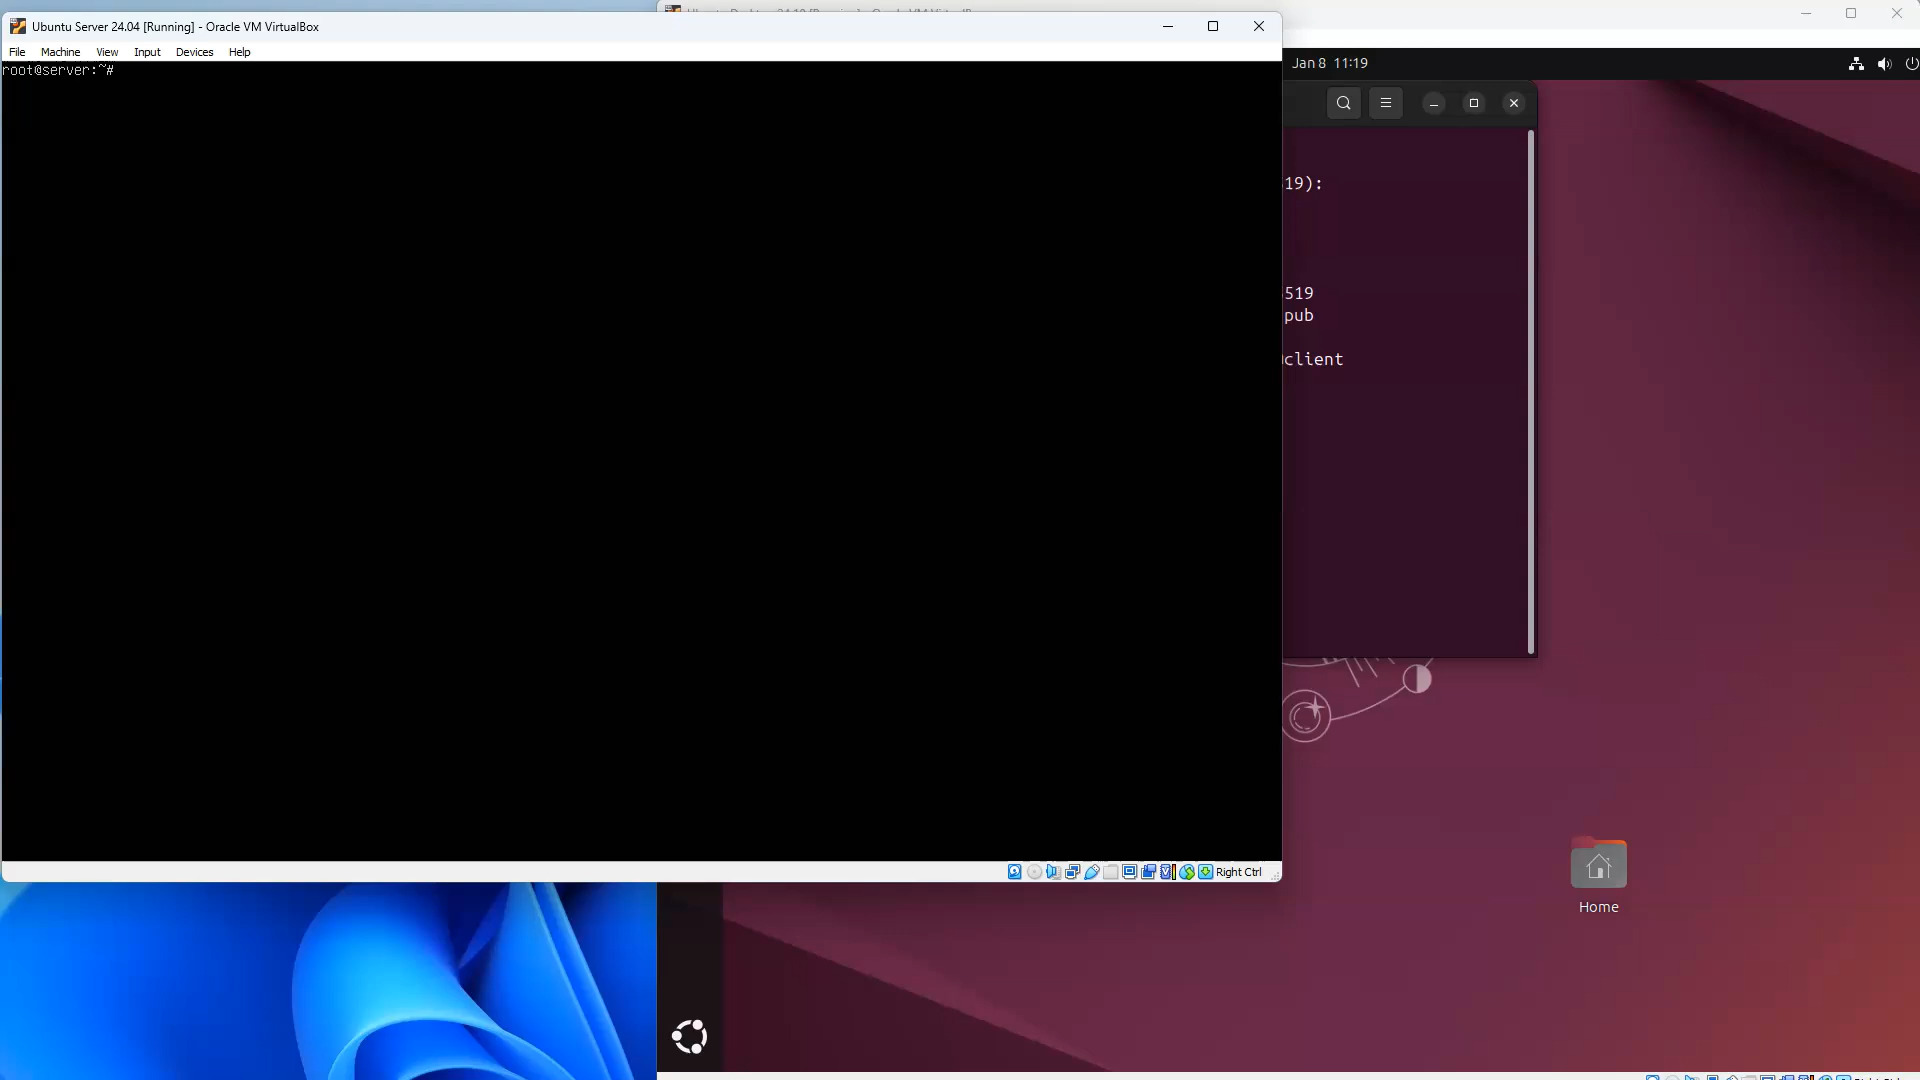 Ubuntu Server 24.04 [Running] - Oracle VM VirtualBox
File Machine View Input Devices Help
root@server:~#
Jan 8 11:19
19):
519
pub
client
Right Ctrl
Home